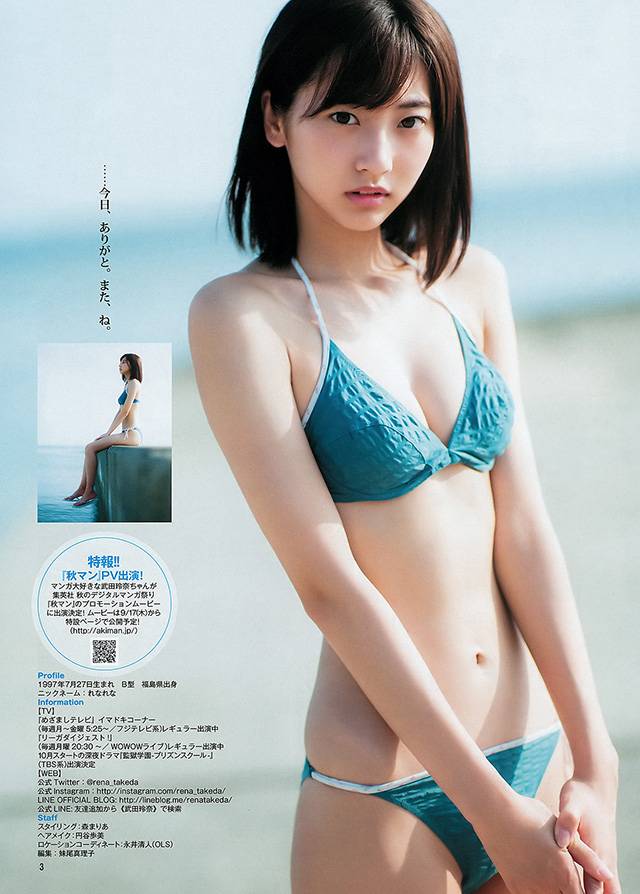 ……今日、ありがと。また、ね。
特報!!
『秋マン』PV出演!
マンガ大好きな武田玲奈ちゃんが
集英社 秋のデジタルマンガ祭り
『秋マン』のプロモーションムービー
に出演決定! ムービーは9/17(木)から
特設ページで公開予定!
(http://akiman.jp/)
Profile
1997年7月27日生まれ　B型　福島県出身
ニックネーム:れなれな
Information
【TV】
『めざましテレビ』イマドキコーナー
(毎週月〜金曜 5:25〜/フジテレビ系)レギュラー出演中
『リーガダイジェスト!』
(毎週月曜 20:30 〜/ WOWOWライブ)レギュラー出演中
10月スタートの深夜ドラマ『監獄学園-プリズンスクール-』
(TBS系)出演決定
【WEB】
公式 Twitter:@rena_takeda
公式 Instagram:http://instagram.com/rena_takeda/
LINE OFFICIAL BLOG: http://lineblog.me/renatakeda/
公式 LINE: 友達追加から《武田玲奈》で検索
Staff
スタイリング:森まりあ
ヘアメイク:円谷歩美
ロケーションコーディネート:永井清人(OLS)
編集:妹尾真理子
3